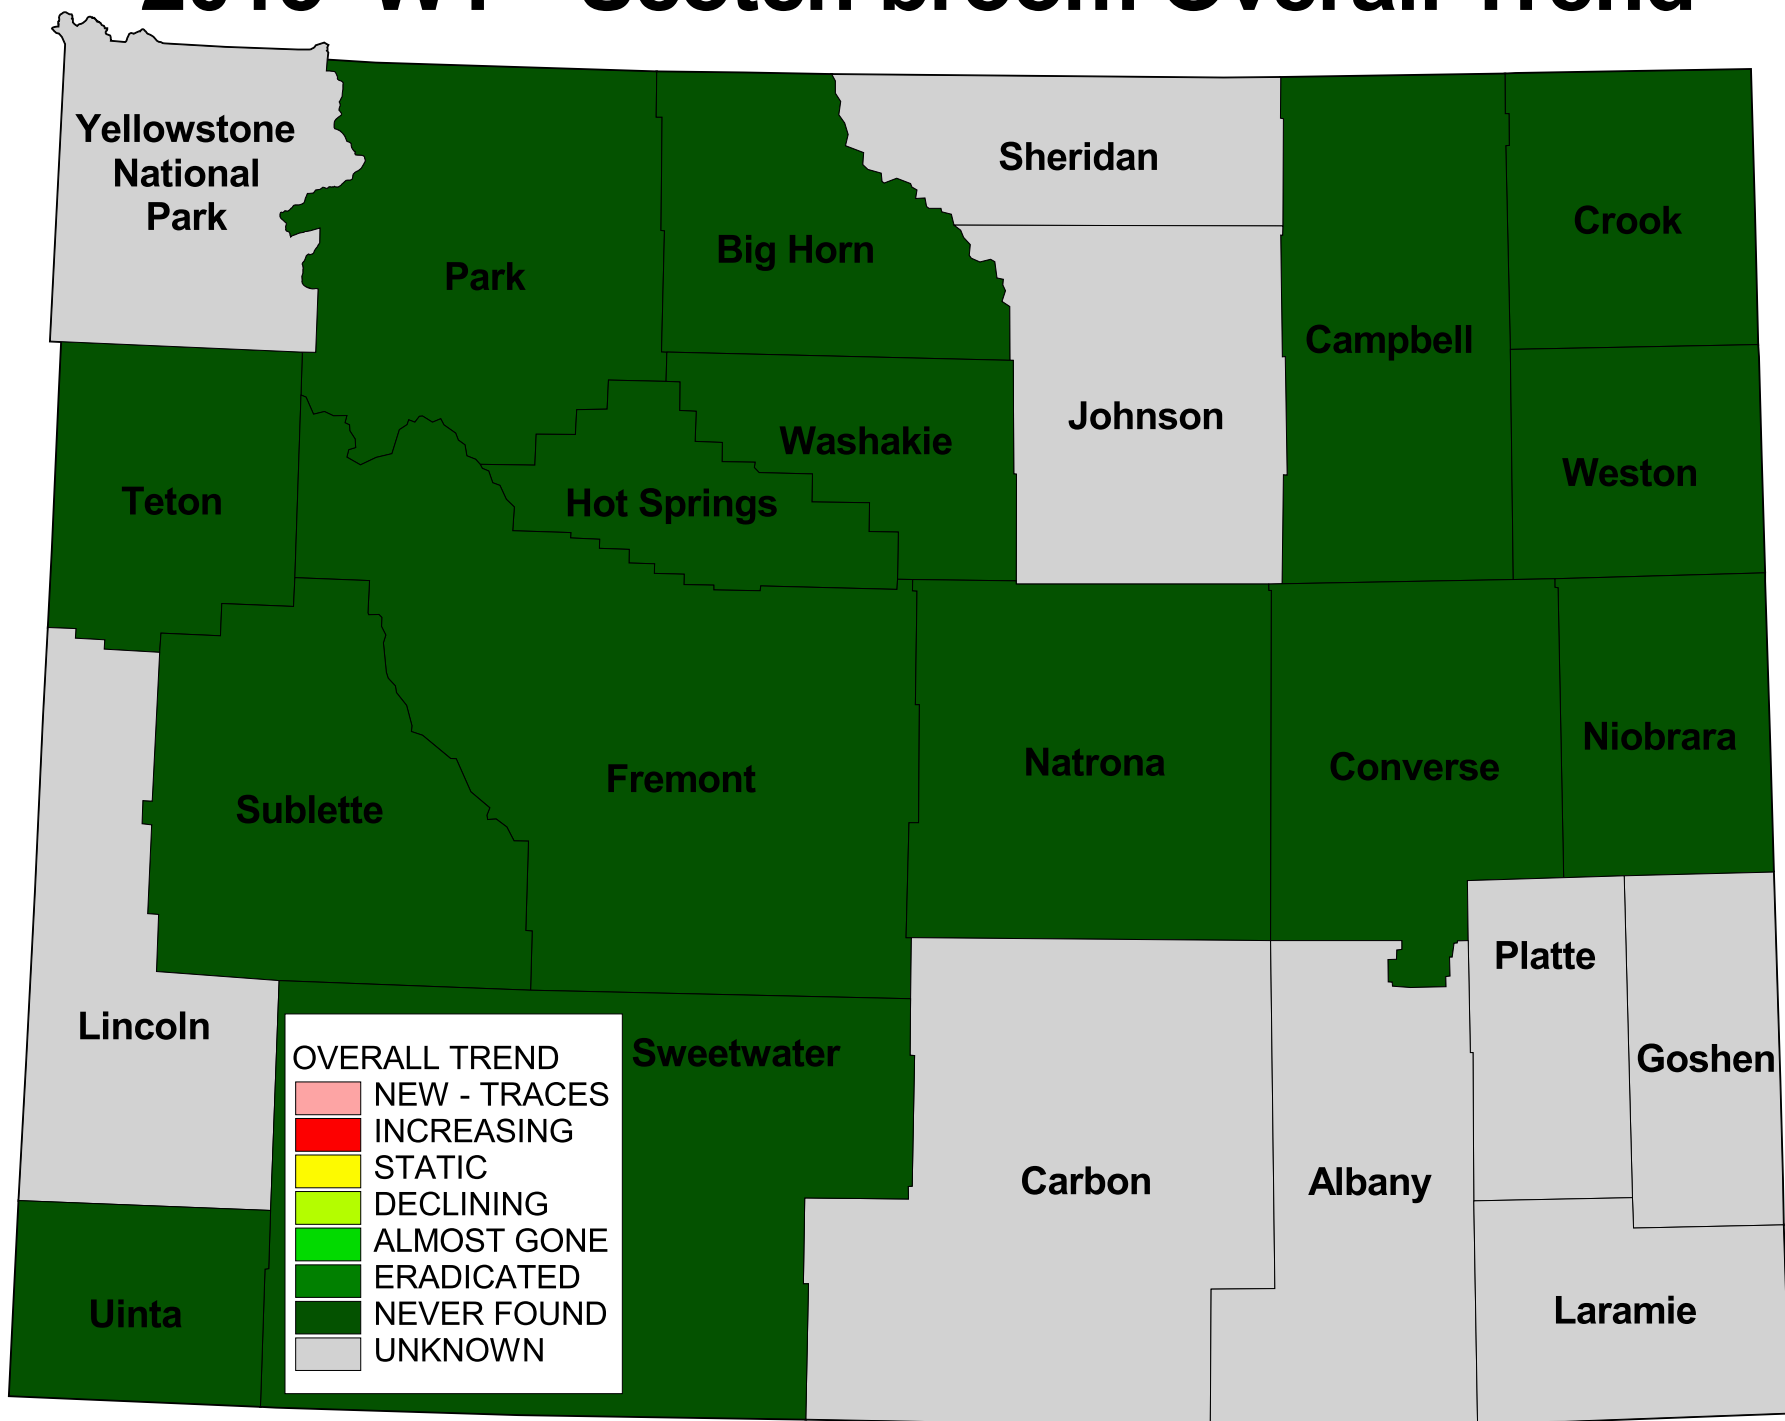 Yellowstone
National
Park
Park
Big Horn
Sheridan
Crook
Campbell
Johnson
Washakie
Weston
Teton
Hot Springs
Sublette
Fremont
Natrona
Converse
Niobrara
Platte
Lincoln
Sweetwater
Goshen
Carbon
Albany
Uinta
Laramie
OVERALL TREND
NEW - TRACES
INCREASING
STATIC
DECLINING
ALMOST GONE
ERADICATED
NEVER FOUND
UNKNOWN